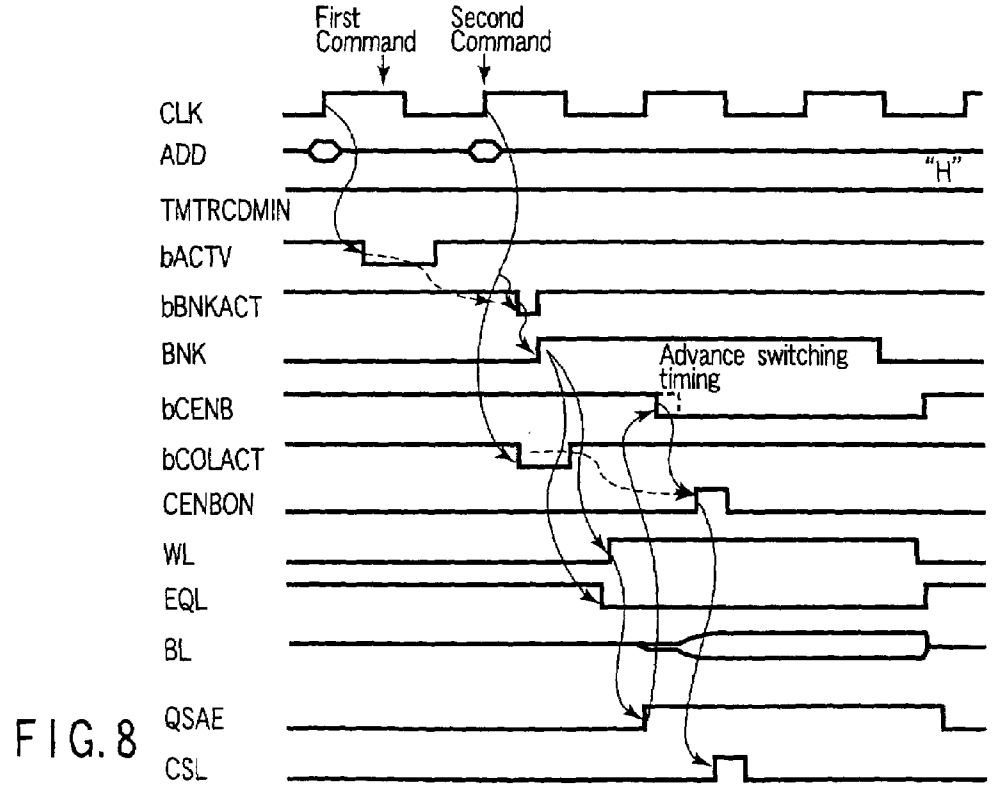 First
Command
Second
Command
CLK
ADD
"H"
TMTRCDMIN
bACTV
bBNKACT
BNK
Advance switching
timing
bCENB
bCOLACT
CENBON
WL
EQL
BL
QSAE
CSL
FIG. 8